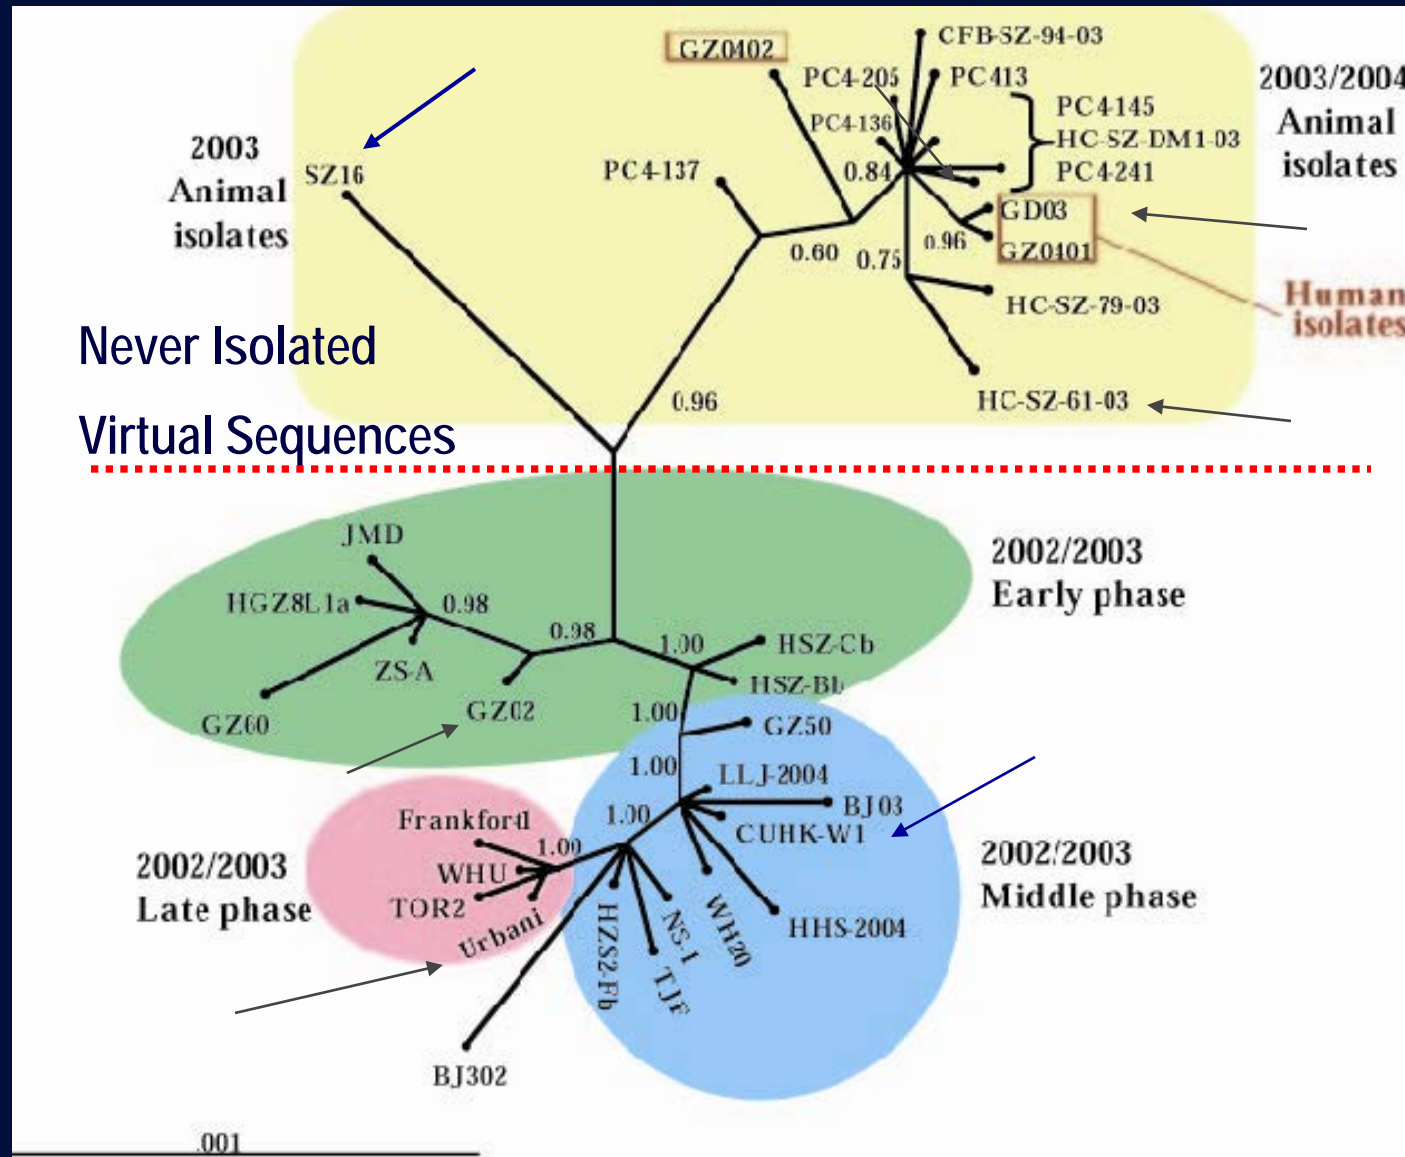 GZ0402
CFB-SZ-94-03
PC4-205
PC413
2003/2004
Animal
isolates
PC4-145
HC-SZ-DM1-03
PC4-241
PC4-136
2003
Animal
isolates
SZ16
PC4-137
0.84
GD03
0.96
GZ0401
0.60
0.75
Human
isolates
HC-SZ-79-03
Never Isolated
0.96
HC-SZ-61-03
Virtual Sequences
JMD
2002/2003
Early phase
HGZ8L1a
0.98
0.98
1.00
HSZ-Cb
ZS-A
HSZ-Bb
GZ60
GZ02
1.00
GZ50
1.00
LLJ-2004
BJ03
1.00
CUHK-W1
Frankfort1
1.00
2002/2003
Late phase
WHU
TOR2
Urbani
2002/2003
Middle phase
HZS2-Fb
NS-1
TJF
WH20
HHS-2004
BJ302
.001